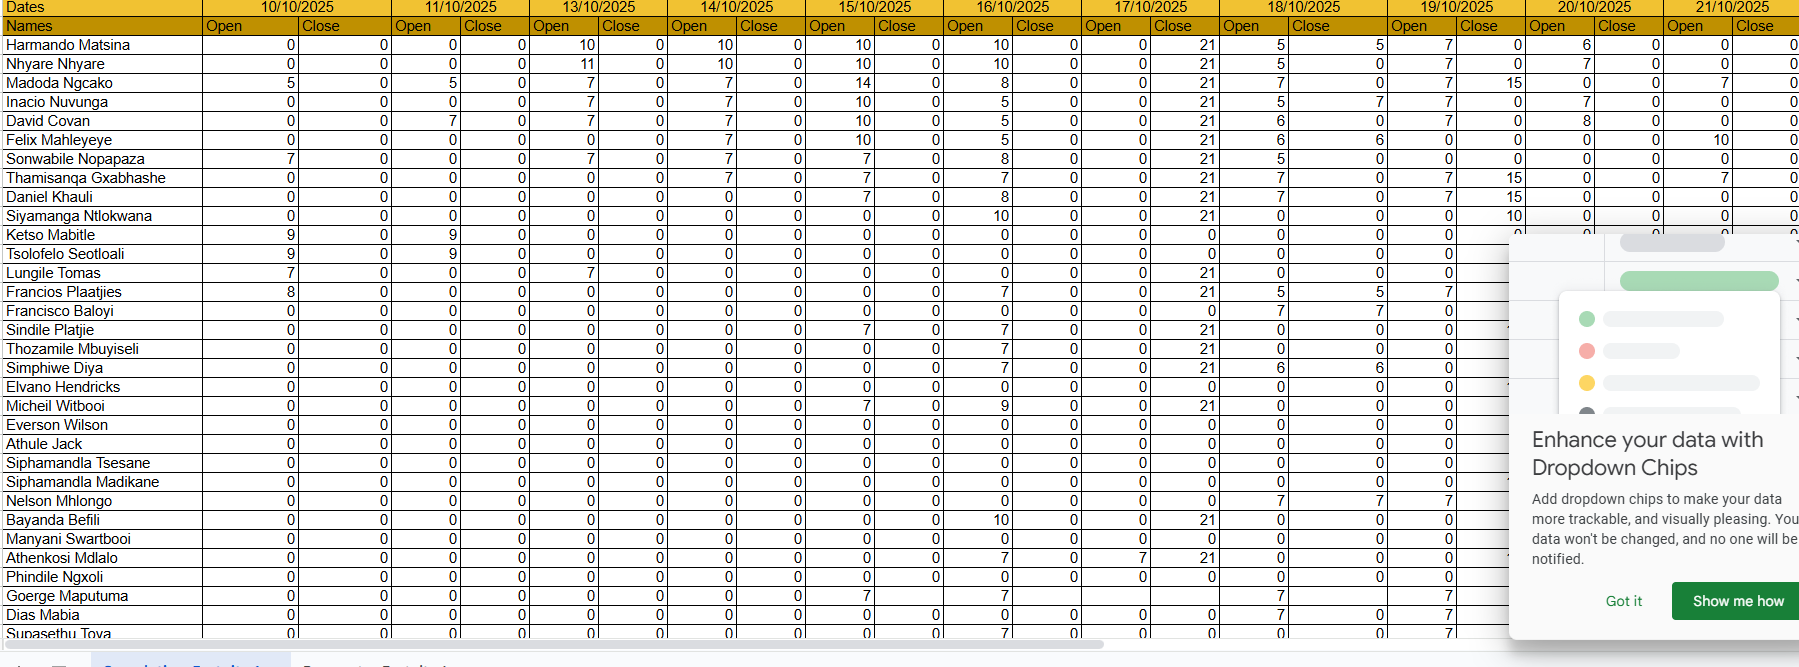 Dates 10/10/2025 11/10/2025 13/10/2025 14/10/2025 15/10/2025 16/10/2025 17/10/2025 18/10/2025 19/10/2025 20/10/2025 21/10/2025
Names Open Close Open Close Open Close Open Close Open Close Open Close Open Close Open Close Open Close Open Close Open Close
Harmando Matsina 0 0 0 0 10 0 10 0 10 0 10 0 0 21 5 5 7 0 6 0 0 0
Nhyare Nhyare 0 0 0 0 11 0 10 0 10 0 10 0 0 21 5 0 7 0 7 0 0 0
Madoda Ngcako 5 0 5 0 7 0 7 0 14 0 8 0 0 21 7 0 7 15 0 0 7 0
Inacio Nuvunga 0 0 0 0 7 0 7 0 10 0 5 0 0 21 5 7 7 0 7 0 0 0
David Covan 0 0 7 0 7 0 7 0 10 0 5 0 0 21 6 0 7 0 8 0 0 0
Felix Mahleyeye 0 0 0 0 0 0 7 0 10 0 5 0 0 21 6 6 0 0 0 0 10 0
Sonwabile Nopapaza 7 0 0 0 7 0 7 0 7 0 8 0 0 21 5 0 0 0 0 0 0 0
Thamisanqa Gxabhashe 0 0 0 0 0 0 7 0 7 0 7 0 0 21 7 0 7 15 0 0 7 0
Daniel Khauli 0 0 0 0 0 0 0 0 7 0 8 0 0 21 7 0 7 15 0 0 0 0
Siyamanga Ntlokwana 0 0 0 0 0 0 0 0 0 0 10 0 0 21 0 0 0 10 0 0 0 0
Ketso Mabitle 9 0 9 0 0 0 0 0 0 0 0 0 0 0 0 0 0
Tsolofelo Seotloali 9 0 9 0 0 0 0 0 0 0 0 0 0 0 0 0 0
Lungile Tomas 7 0 0 0 7 0 0 0 0 0 0 0 0 21 0 0 0
Francios Plaatjies 8 0 0 0 0 0 0 0 0 0 7 0 0 21 5 5 7
Francisco Baloyi 0 0 0 0 0 0 0 0 0 0 0 0 0 0 7 7 0
Sindile Platjie 0 0 0 0 0 0 0 0 7 0 7 0 0 21 0 0 0
Thozamile Mbuyiseli 0 0 0 0 0 0 0 0 0 0 7 0 0 21 0 0 0
Simphiwe Diya 0 0 0 0 0 0 0 0 0 0 7 0 0 21 6 6 0
Elvano Hendricks 0 0 0 0 0 0 0 0 0 0 0 0 0 0 0 0 0
Micheil Witbooi 0 0 0 0 0 0 0 0 7 0 9 0 0 21 0 0 0
Everson Wilson 0 0 0 0 0 0 0 0 0 0 0 0 0 0 0 0 0
Athule Jack 0 0 0 0 0 0 0 0 0 0 0 0 0 0 0 0 0
Siphamandla Tsesane 0 0 0 0 0 0 0 0 0 0 0 0 0 0 0 0 0
Siphamandla Madikane 0 0 0 0 0 0 0 0 0 0 0 0 0 0 0 0 0
Nelson Mhlongo 0 0 0 0 0 0 0 0 0 0 0 0 0 0 7 7 7
Bayanda Befili 0 0 0 0 0 0 0 0 0 0 10 0 0 21 0 0 0
Manyani Swartbooi 0 0 0 0 0 0 0 0 0 0 0 0 0 0 0 0 0
Athenkosi Mdlalo 0 0 0 0 0 0 0 0 0 0 7 0 7 21 0 0 0
Phindile Ngxoli 0 0 0 0 0 0 0 0 0 0 0 0 0 0 0 0 0
Goerge Maputuma 0 0 0 0 0 0 0 0 7 7 7 7
Dias Mabia 0 0 0 0 0 0 0 0 0 0 0 0 0 0 7 0 7
Supasethu Toya 0 0 0 0 0 0 0 0 0 0 7 0 0 0 7 0 7
Enhance your data with
Dropdown Chips
Add dropdown chips to make your data
more trackable, and visually pleasing. You
data won't be changed, and no one will be
notified.
Got it Show me how